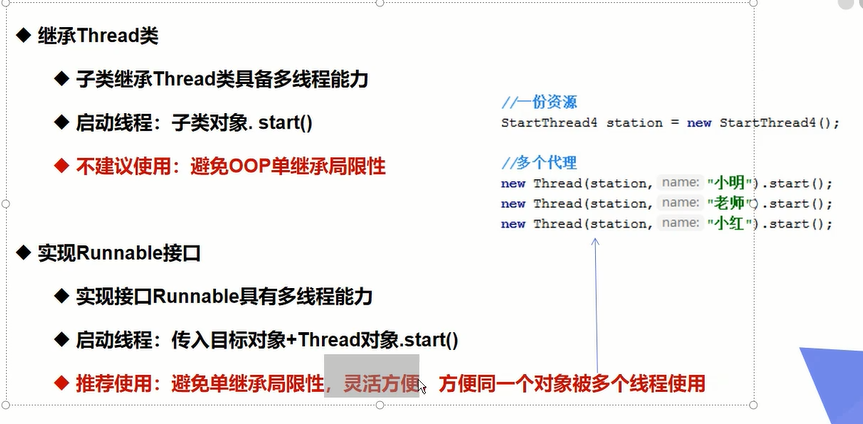 ◆ 继承Thread类
◆ 子类继承Thread类具备多线程能力
◆ 启动线程：子类对象. start()
◆ 不建议使用：避免OOP单继承局限性
◆ 实现Runnable接口
◆ 实现接口Runnable具有多线程能力
◆ 启动线程：传入目标对象+Thread对象.start()
◆ 推荐使用：避免单继承局限性，灵活方便，方便同一个对象被多个线程使用
//一份资源
StartThread4 station = new StartThread4();
//多个代理
new Thread(station, name: "小明").start();
new Thread(station, name: "老师").start();
new Thread(station, name: "小红").start();